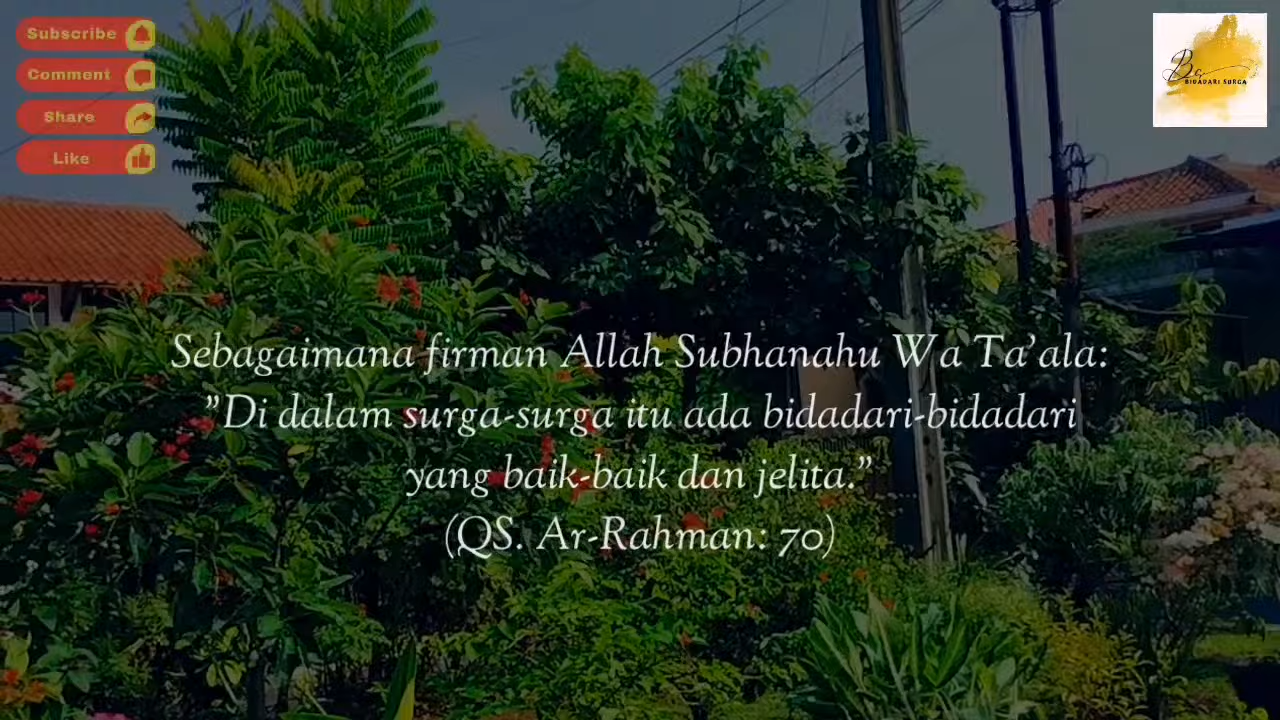 Subscribe
Comment
Share
Like
BIDADARI SURGA
Sebagaimana firman Allah Subhanahu Wa Ta’ala:
”Di dalam surga-surga itu ada bidadari-bidadari
yang baik-baik dan jelita.”
(QS. Ar-Rahman: 70)